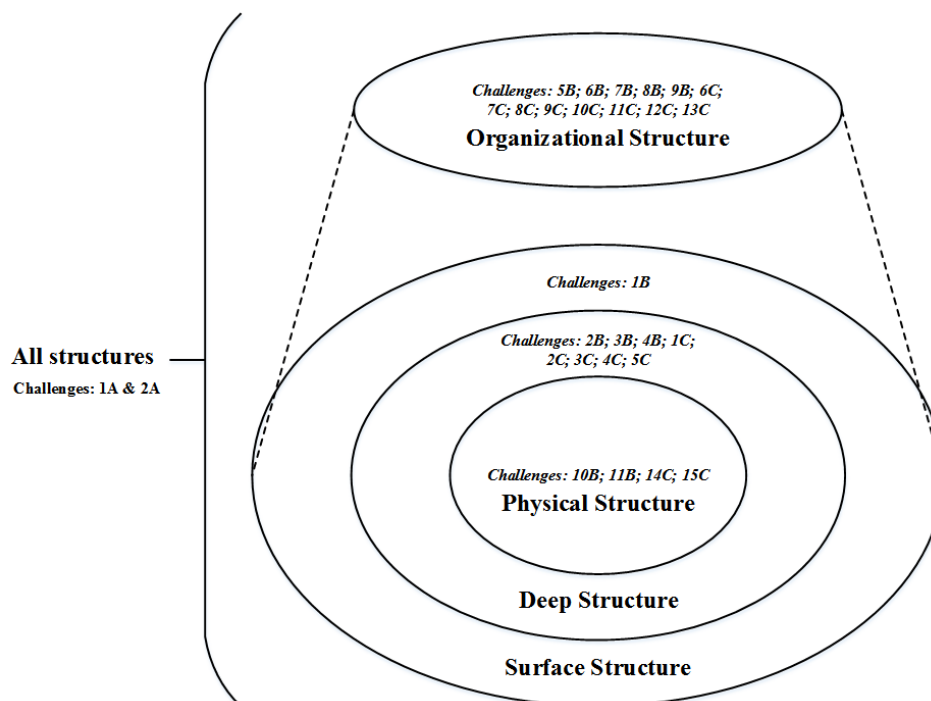 Challenges: 5B; 6B; 7B; 8B; 9B; 6C;
7C; 8C; 9C; 10C; 11C; 12C; 13C
Organizational Structure
Challenges: 1B
Challenges: 2B; 3B; 4B; 1C;
2C; 3C; 4C; 5C
All structures
Challenges: 1A & 2A
Challenges: 10B; 11B; 14C; 15C
Physical Structure
Deep Structure
Surface Structure